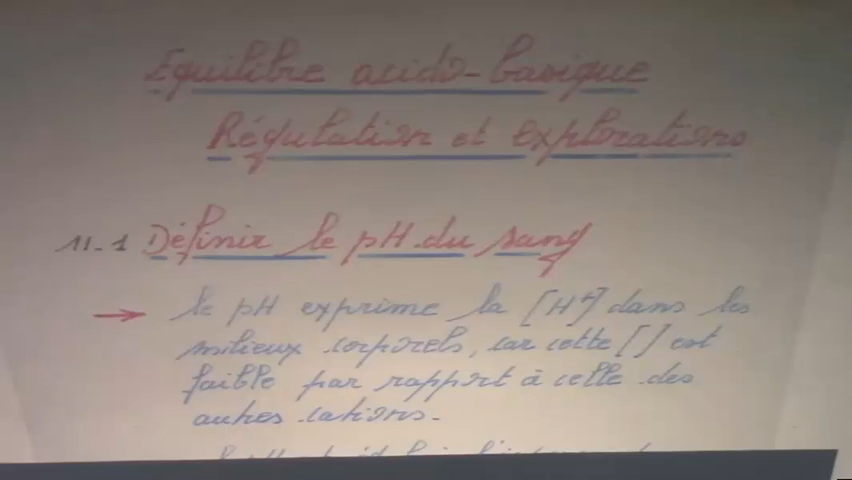 Equilibre acido-basique
Régulation et explorations
11.1 Définir le pH du sang
→ le pH exprime la [H⁺] dans les
milieux corporels, car cette [] est
faible par rapport à celle des
autres cations.